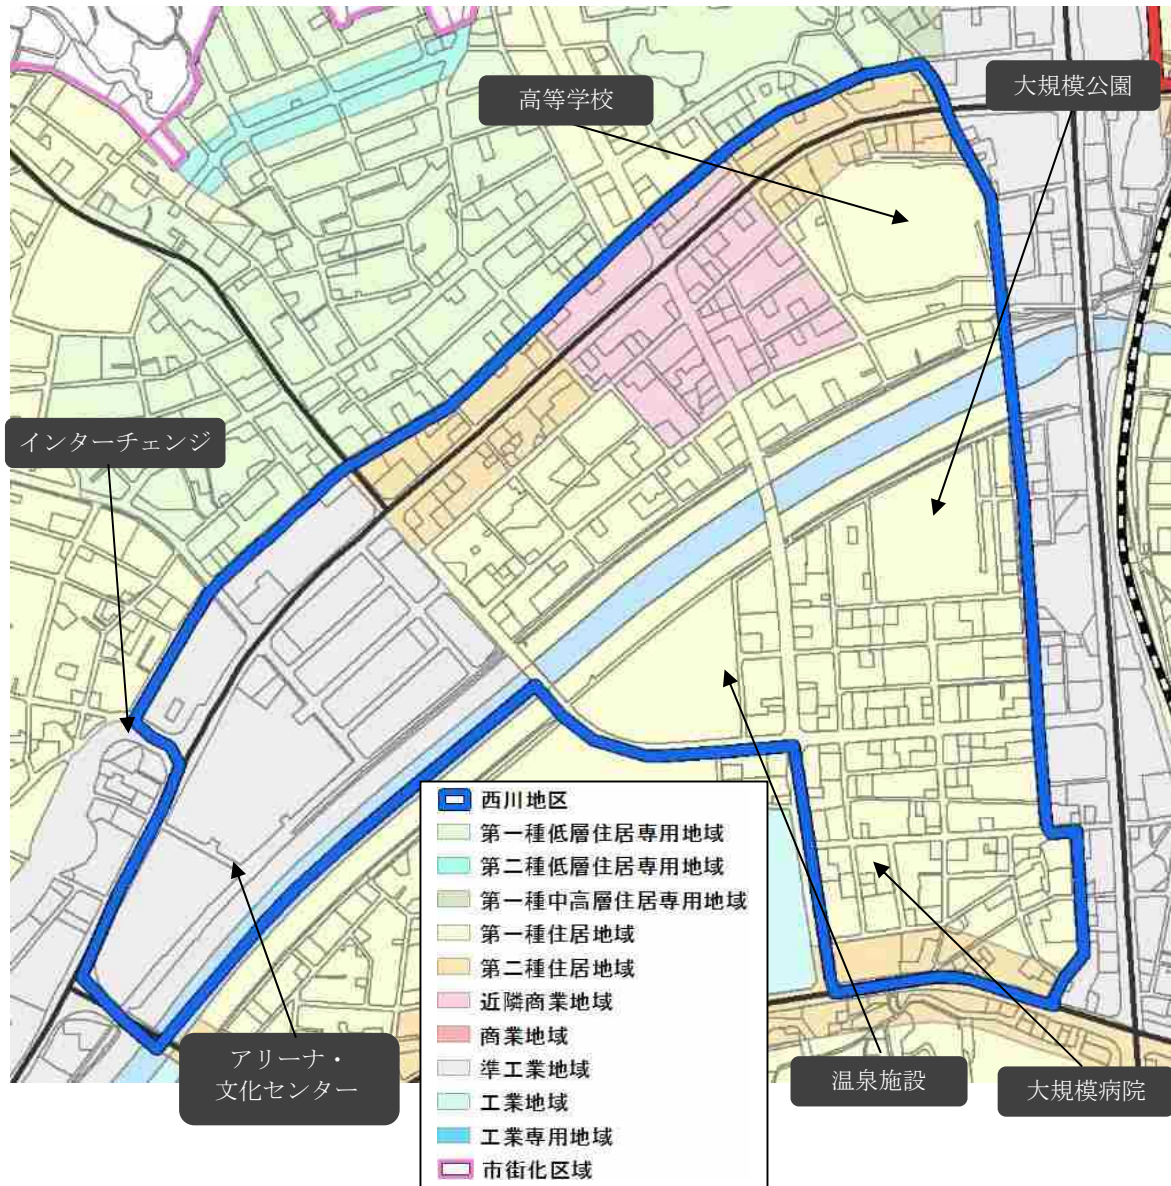 高等学校
大規模公園
インターチェンジ
西川地区
第一種低層住居専用地域
第二種低層住居専用地域
第一種中高層住居専用地域
第一種住居地域
第二種住居地域
近隣商業地域
商業地域
準工業地域
工業地域
工業専用地域
市街化区域
アリーナ・
文化センター
温泉施設
大規模病院